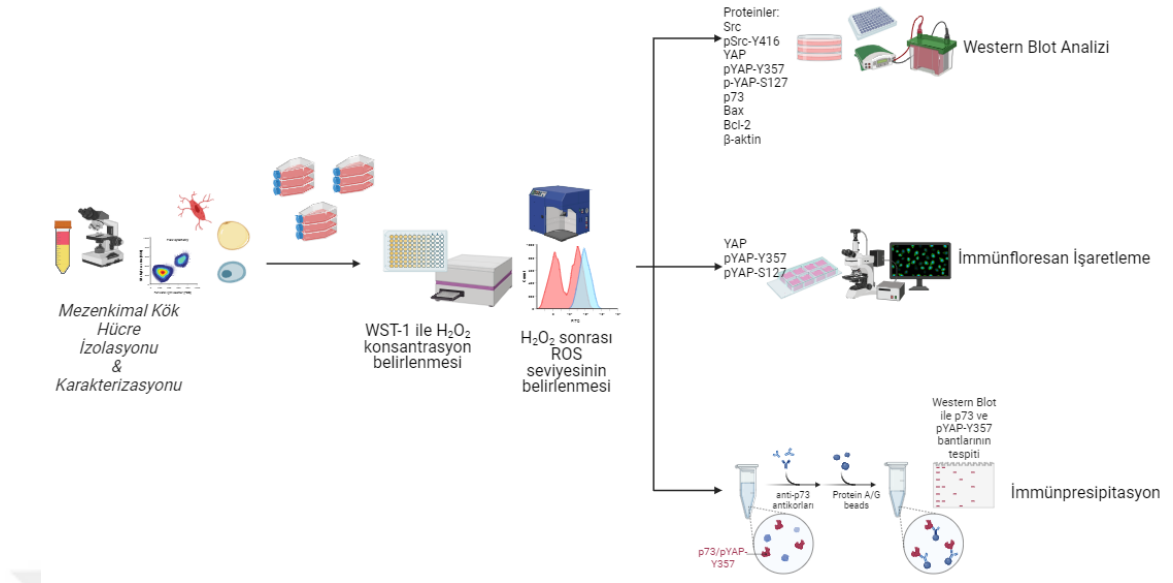 Proteinler:
Src
pSrc-Y416
YAP
pYAP-Y357
p-YAP-S127
p73
Bax
Bcl-2
β-aktin
Western Blot Analizi
Mezenkimal Kök
Hücre
İzolasyonu
&
Karakterizasyonu
WST-1 ile H₂O₂
konsantrasyon
belirlenmesi
H₂O₂ sonrası
ROS
seviyesinin
belirlenmesi
YAP
pYAP-Y357
pYAP-S127
İmmünfloresan İşaretleme
Western Blot
ile p73 ve
pYAP-Y357
bantlarının
tespiti
anti-p73
antikorları
Protein A/G
beads
İmmünpresipitasyon
p73/pYAP-
Y357